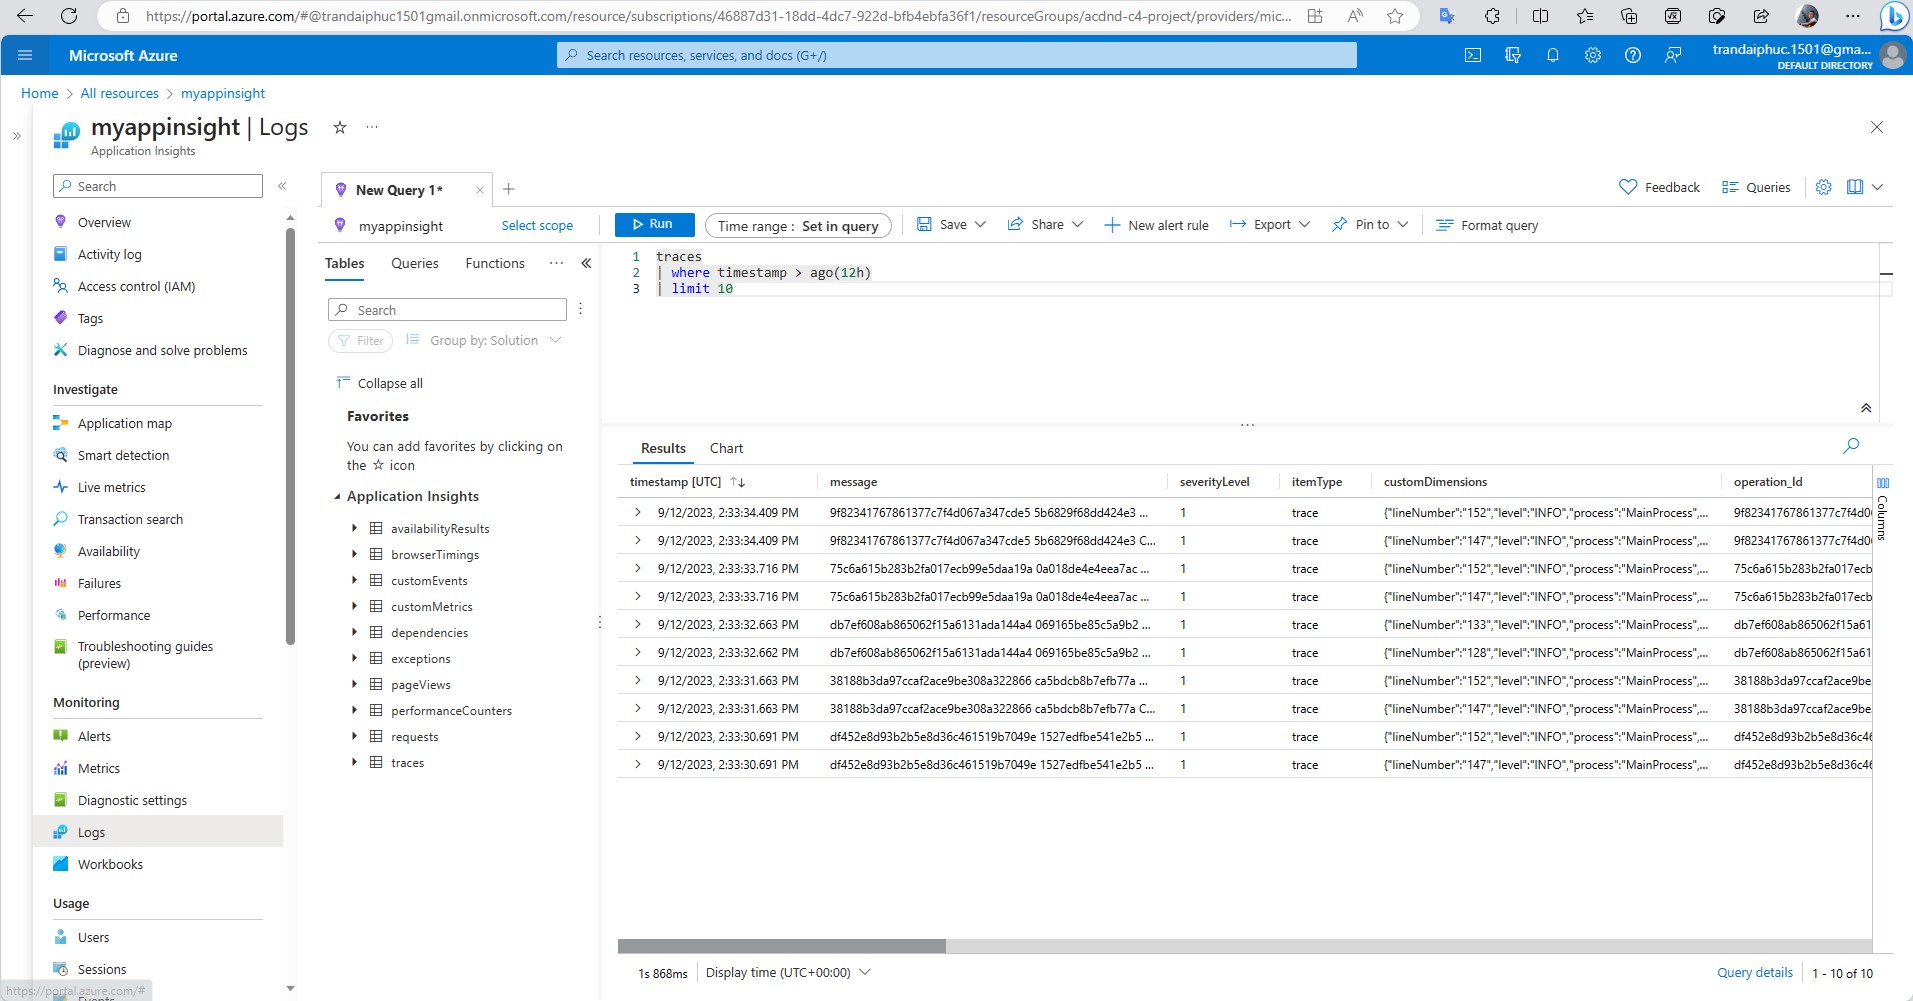 https://portal.azure.com/#@trandaiphuc1501gmail.onmicrosoft.com/resource/subscriptions/46887d31-18dd-4dc7-922d-bfb4ebfa36f1/resourceGroups/acdnd-c4-project/providers/mic...
Microsoft Azure
Search resources, services, and docs (G+/)
trandaiphuc.1501@gma...
DEFAULT DIRECTORY
Home > All resources > myappinsight
myappinsight | Logs
Application Insights
Search
Overview
Activity log
Access control (IAM)
Tags
Diagnose and solve problems
Investigate
Application map
Smart detection
Live metrics
Transaction search
Availability
Failures
Performance
Troubleshooting guides
(preview)
Monitoring
Alerts
Metrics
Diagnostic settings
Logs
Workbooks
Usage
Users
Sessions
https://portal.azure.com/#
New Query 1*
Feedback
Queries
myappinsight
Select scope
Run
Time range : Set in query
Save
Share
New alert rule
Export
Pin to
Format query
Tables
Queries
Functions
Search
Filter
Group by: Solution
Collapse all
Favorites
You can add favorites by clicking on
the ☆ icon
Application Insights
availabilityResults
browserTimings
customEvents
customMetrics
dependencies
exceptions
pageViews
performanceCounters
requests
traces
1 traces
2 | where timestamp > ago(12h)
3 | limit 10
Results
Chart
timestamp [UTC] message severityLevel itemType customDimensions operation_Id
9/12/2023, 2:33:34.409 PM 9f82341767861377c7f4d067a347cde5 5b6829f68dd424e3 ... 1 trace {"lineNumber":"152","level":"INFO","process":"MainProcess",... 9f82341767861377c7f4d0
9/12/2023, 2:33:34.409 PM 9f82341767861377c7f4d067a347cde5 5b6829f68dd424e3 C... 1 trace {"lineNumber":"147","level":"INFO","process":"MainProcess",... 9f82341767861377c7f4d0
9/12/2023, 2:33:33.716 PM 75c6a615b283b2fa017ecb99e5daa19a 0a018de4e4eea7ac ... 1 trace {"lineNumber":"152","level":"INFO","process":"MainProcess",... 75c6a615b283b2fa017ecb
9/12/2023, 2:33:33.716 PM 75c6a615b283b2fa017ecb99e5daa19a 0a018de4e4eea7ac ... 1 trace {"lineNumber":"147","level":"INFO","process":"MainProcess",... 75c6a615b283b2fa017ecb
9/12/2023, 2:33:32.663 PM db7ef608ab865062f15a6131ada144a4 069165be85c5a9b2 ... 1 trace {"lineNumber":"133","level":"INFO","process":"MainProcess",... db7ef608ab865062f15a61
9/12/2023, 2:33:32.662 PM db7ef608ab865062f15a6131ada144a4 069165be85c5a9b2 ... 1 trace {"lineNumber":"128","level":"INFO","process":"MainProcess",... db7ef608ab865062f15a61
9/12/2023, 2:33:31.663 PM 38188b3da97ccaf2ace9be308a322866 ca5bdcb8b7efb77a ... 1 trace {"lineNumber":"152","level":"INFO","process":"MainProcess",... 38188b3da97ccaf2ace9be
9/12/2023, 2:33:31.663 PM 38188b3da97ccaf2ace9be308a322866 ca5bdcb8b7efb77a C... 1 trace {"lineNumber":"147","level":"INFO","process":"MainProcess",... 38188b3da97ccaf2ace9be
9/12/2023, 2:33:30.691 PM df452e8d93b2b5e8d36c461519b7049e 1527edfbe541e2b5 ... 1 trace {"lineNumber":"152","level":"INFO","process":"MainProcess",... df452e8d93b2b5e8d36c46
9/12/2023, 2:33:30.691 PM df452e8d93b2b5e8d36c461519b7049e 1527edfbe541e2b5 ... 1 trace {"lineNumber":"147","level":"INFO","process":"MainProcess",... df452e8d93b2b5e8d36c46
Columns
1s 868ms
Display time (UTC+00:00)
Query details
1 - 10 of 10